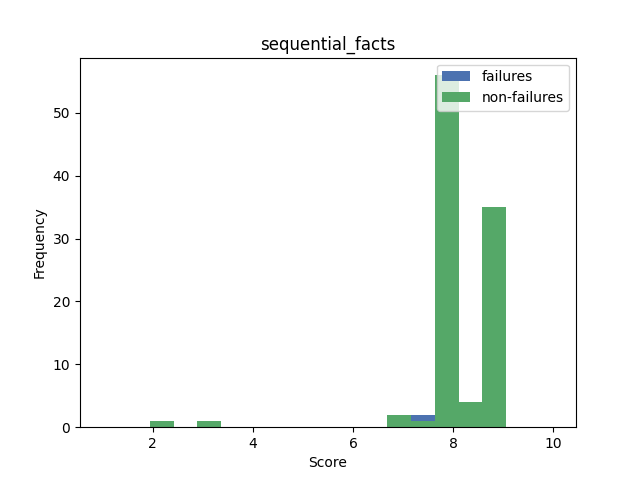 sequential_facts
failures
non-failures
50
40
30
20
10
0
Frequency
2 4 6 8 10
Score